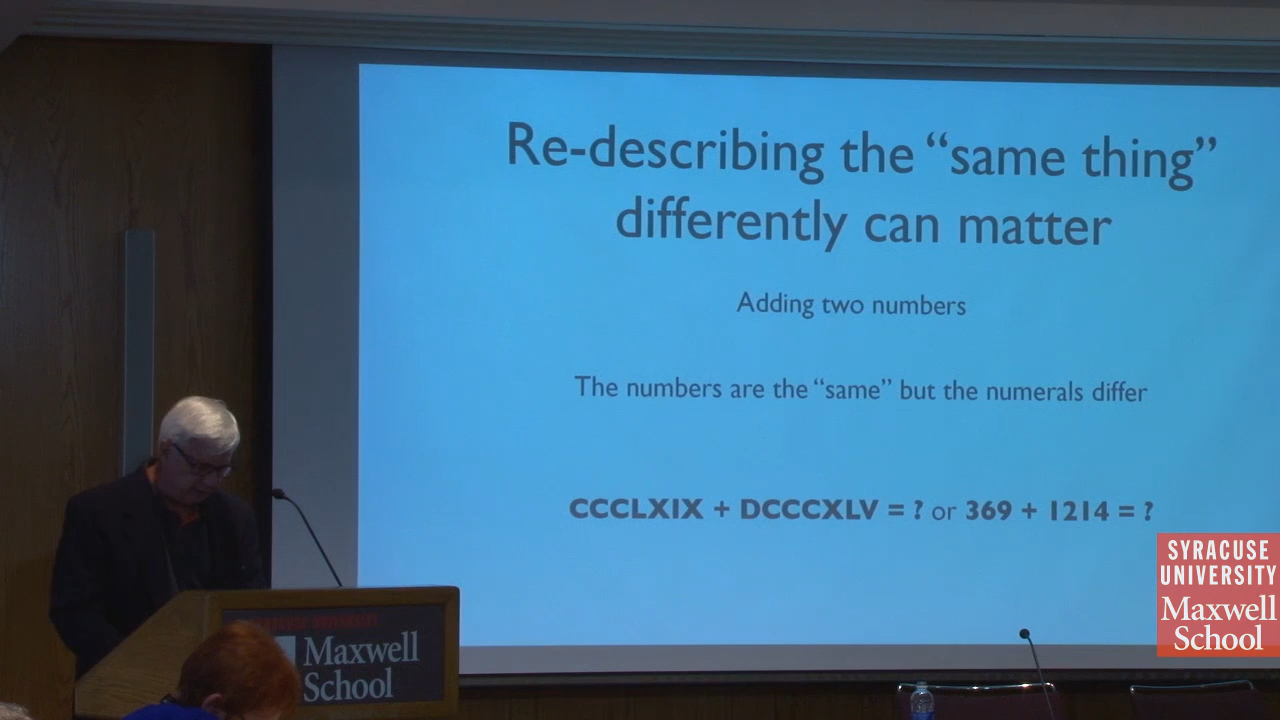 Re-describing the “same thing”
differently can matter
Adding two numbers
The numbers are the “same” but the numerals differ
CCCLXIX + DCCCXLV = ? or 369 + 1214 = ?
SYRACUSE
UNIVERSITY
Maxwell
School
Maxwell
School